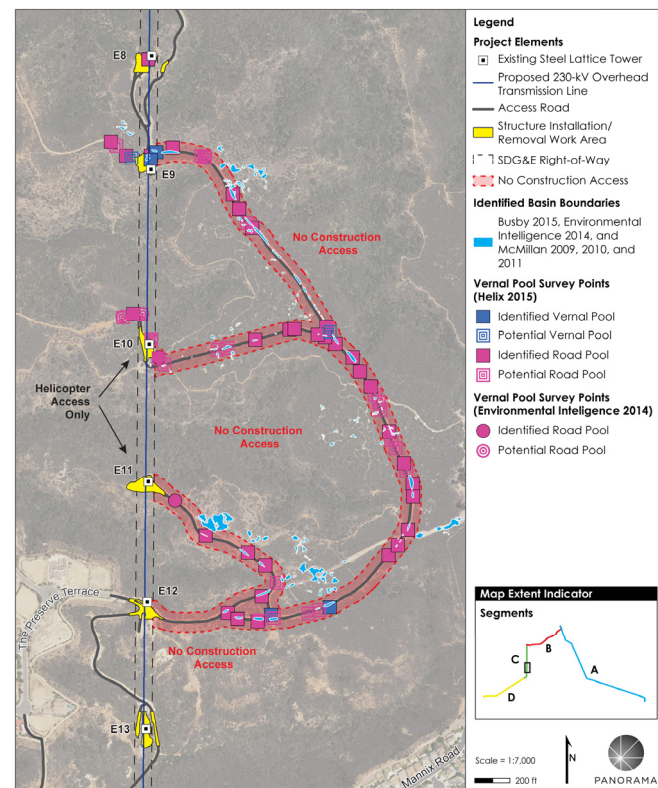 E8
E9
No Construction
Access
E10
Helicopter
Access
Only
No Construction
Access
E11
E12
The Preserve Terrace
No Construction
Access
E13
Mannix Road
Legend
Project Elements
Existing Steel Lattice Tower
Proposed 230-kV Overhead
Transmission Line
Access Road
Structure Installation/
Removal Work Area
SDG&E Right-of-Way
No Construction Access
Identified Basin Boundaries
Busby 2015, Environmental
Intelligence 2014, and
McMillan 2009, 2010, and
2011
Vernal Pool Survey Points
(Helix 2015)
Identified Vernal Pool
Potential Vernal Pool
Identified Road Pool
Potential Road Pool
Vernal Pool Survey Points
(Environmental Inteligence 2014)
Identified Road Pool
Potential Road Pool
Map Extent Indicator
Segments
B
C
A
D
Scale = 1:7,000
200 ft
N
PANORAMA